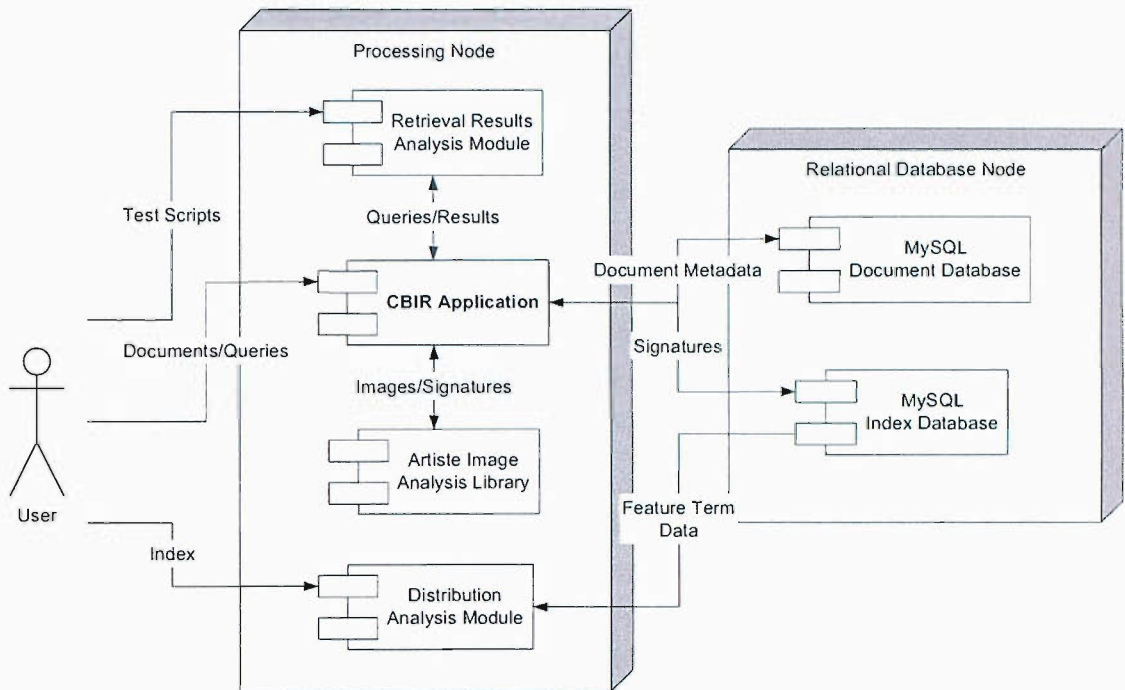 Processing Node
Retrieval Results
Analysis Module
Relational Database Node
Test Scripts
Queries/Results
MySQL
Document Database
Document Metadata
CBIR Application
Documents/Queries
Signatures
Images/Signatures
MySQL
Index Database
Artiste Image
Analysis Library
User
Feature Term
Data
Index
Distribution
Analysis Module